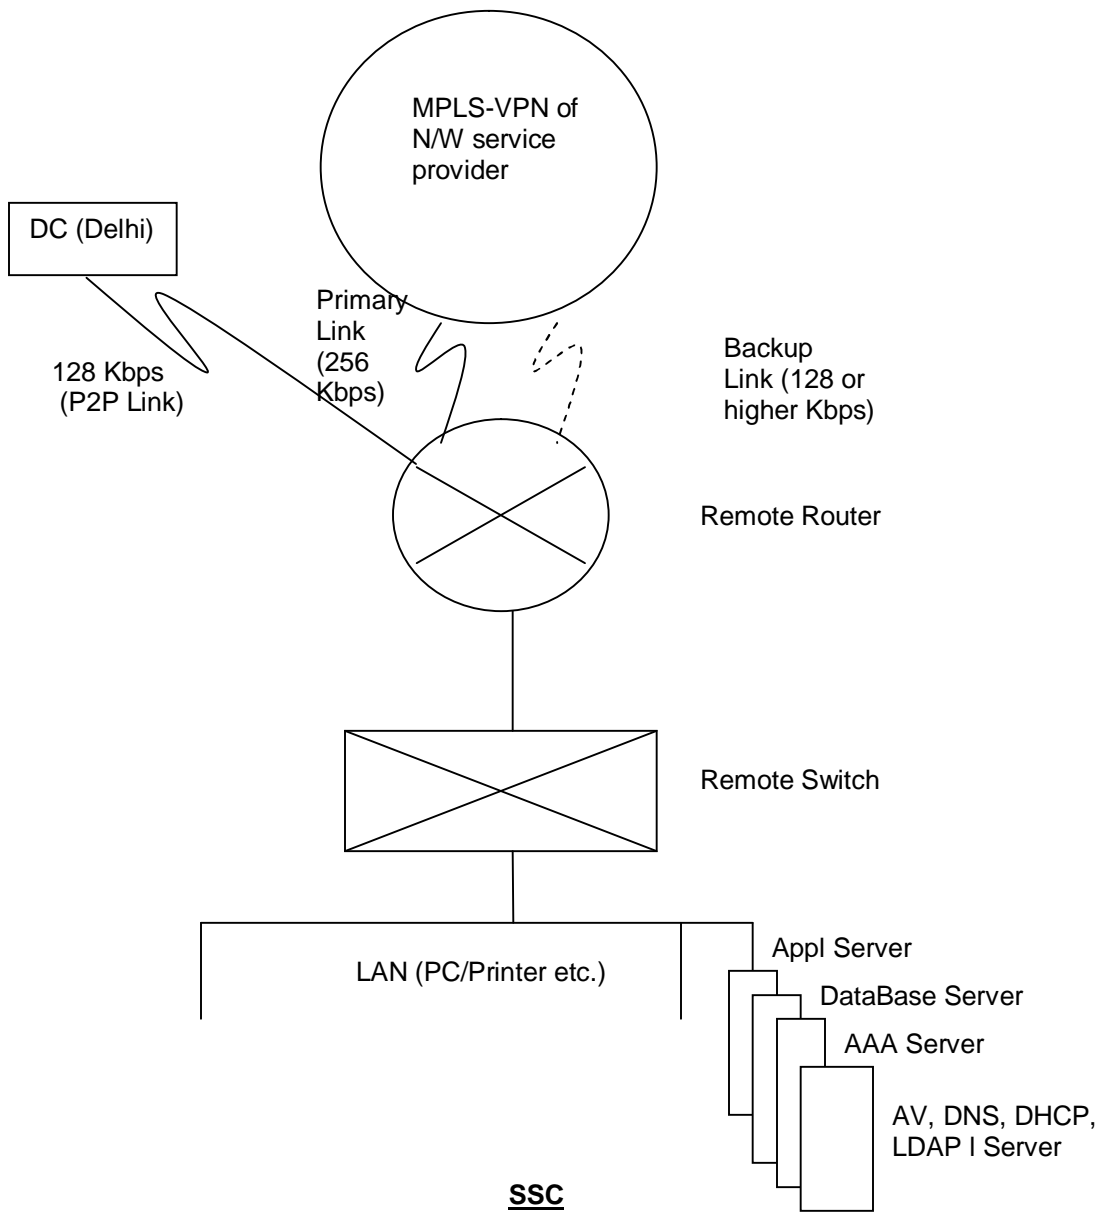 MPLS-VPN of
N/W service
provider
DC (Delhi)
Primary
Link
(256
Kbps)
128 Kbps
(P2P Link)
Backup
Link (128 or
higher Kbps)
Remote Router
Remote Switch
LAN (PC/Printer etc.)
Appl Server
DataBase Server
AAA Server
AV, DNS, DHCP,
LDAP l Server
SSC